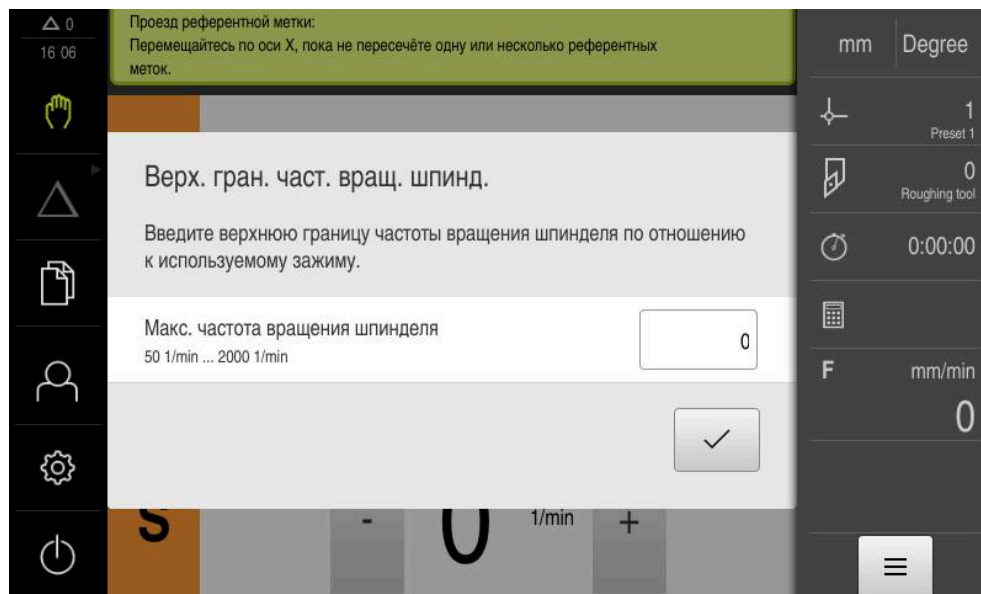 0
16 06
Проезд референтной метки:
Перемещайтесь по оси X, пока не пересечёте одну или несколько референтных
меток.
mm
Degree
1
Preset 1
0
Roughing tool
0:00:00
F
mm/min
0
Верх. гран. част. вращ. шпинд.
Введите верхнюю границу частоты вращения шпинделя по отношению
к используемому зажиму.
Макс. частота вращения шпинделя
50 1/min ... 2000 1/min
0
S
-
0
1/min
+